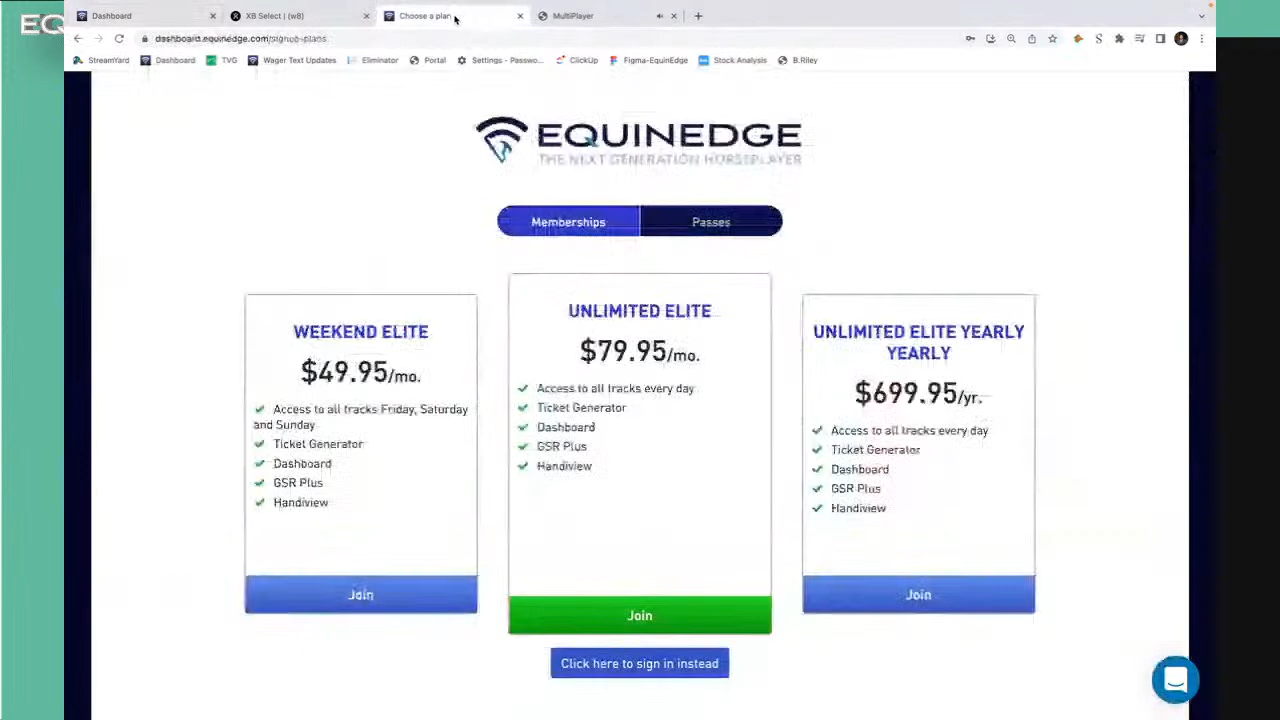 EQ
Dashboard
XB Select | (w8)
Choose a plan
MultiPlayer
dashboard.equinedge.com/signup-plans
StreamYard
Dashboard
TVG
Wager Text Updates
Eliminator
Portal
Settings - Passwo...
ClickUp
Figma-EquinEdge
Stock Analysis
B.Riley
EQUINEDGE
THE NEXT GENERATION HORSEPLAYER
Memberships
Passes
WEEKEND ELITE
$49.95/mo.
Access to all tracks Friday, Saturday
and Sunday
Ticket Generator
Dashboard
GSR Plus
Handiview
Join
UNLIMITED ELITE
$79.95/mo.
Access to all tracks every day
Ticket Generator
Dashboard
GSR Plus
Handiview
Join
UNLIMITED ELITE YEARLY
YEARLY
$699.95/yr.
Access to all tracks every day
Ticket Generator
Dashboard
GSR Plus
Handiview
Join
Click here to sign in instead